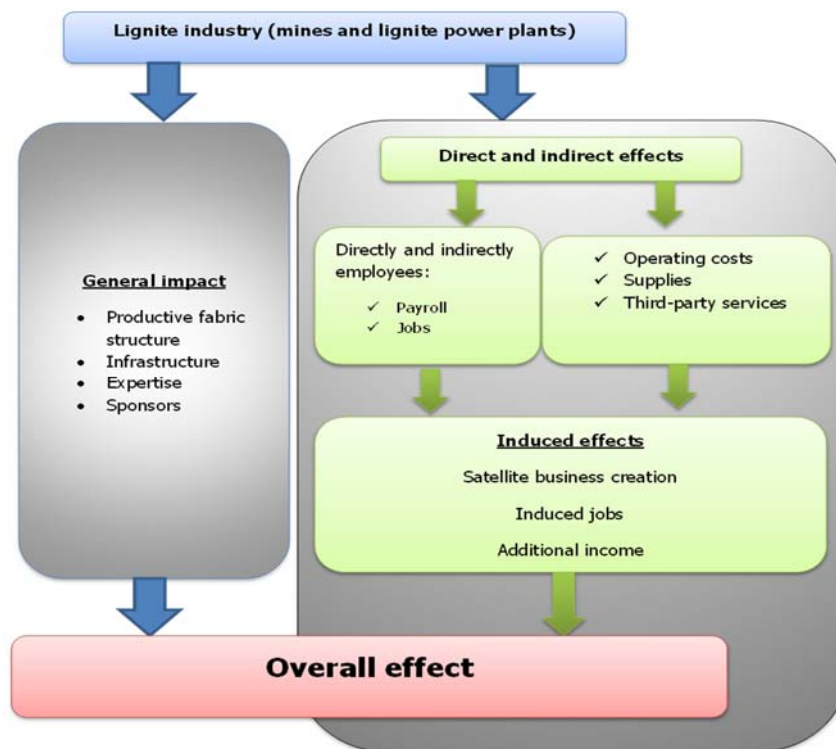 Lignite industry (mines and lignite power plants)
General impact
Productive fabric
structure
Infrastructure
Expertise
Sponsors
Direct and indirect effects
Directly and indirectly
employees:
Payroll
Jobs
Operating costs
Supplies
Third-party services
Induced effects
Satellite business creation
Induced jobs
Additional income
Overall effect